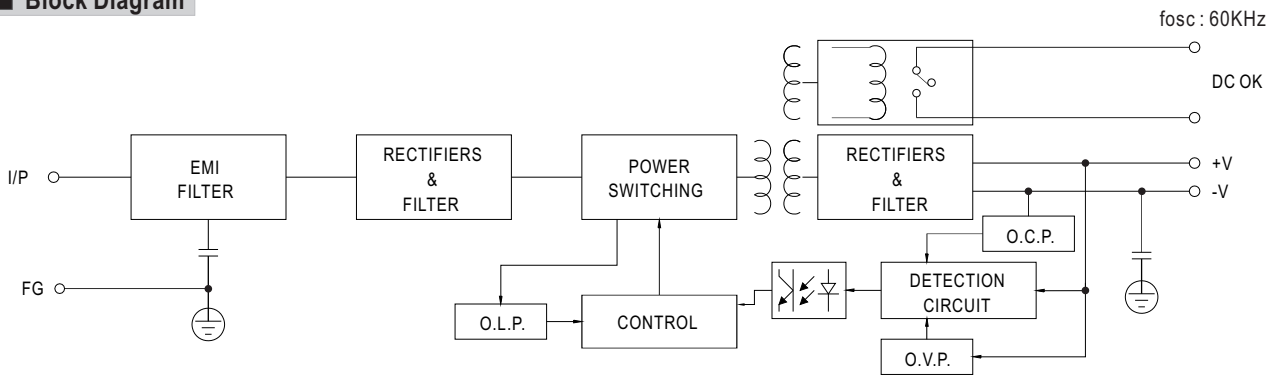 ■ Block Diagram
fosc : 60KHz
DC OK
I/P
EMI
FILTER
RECTIFIERS
&
FILTER
POWER
SWITCHING
RECTIFIERS
&
FILTER
+V
-V
O.C.P.
FG
O.L.P.
CONTROL
DETECTION
CIRCUIT
O.V.P.